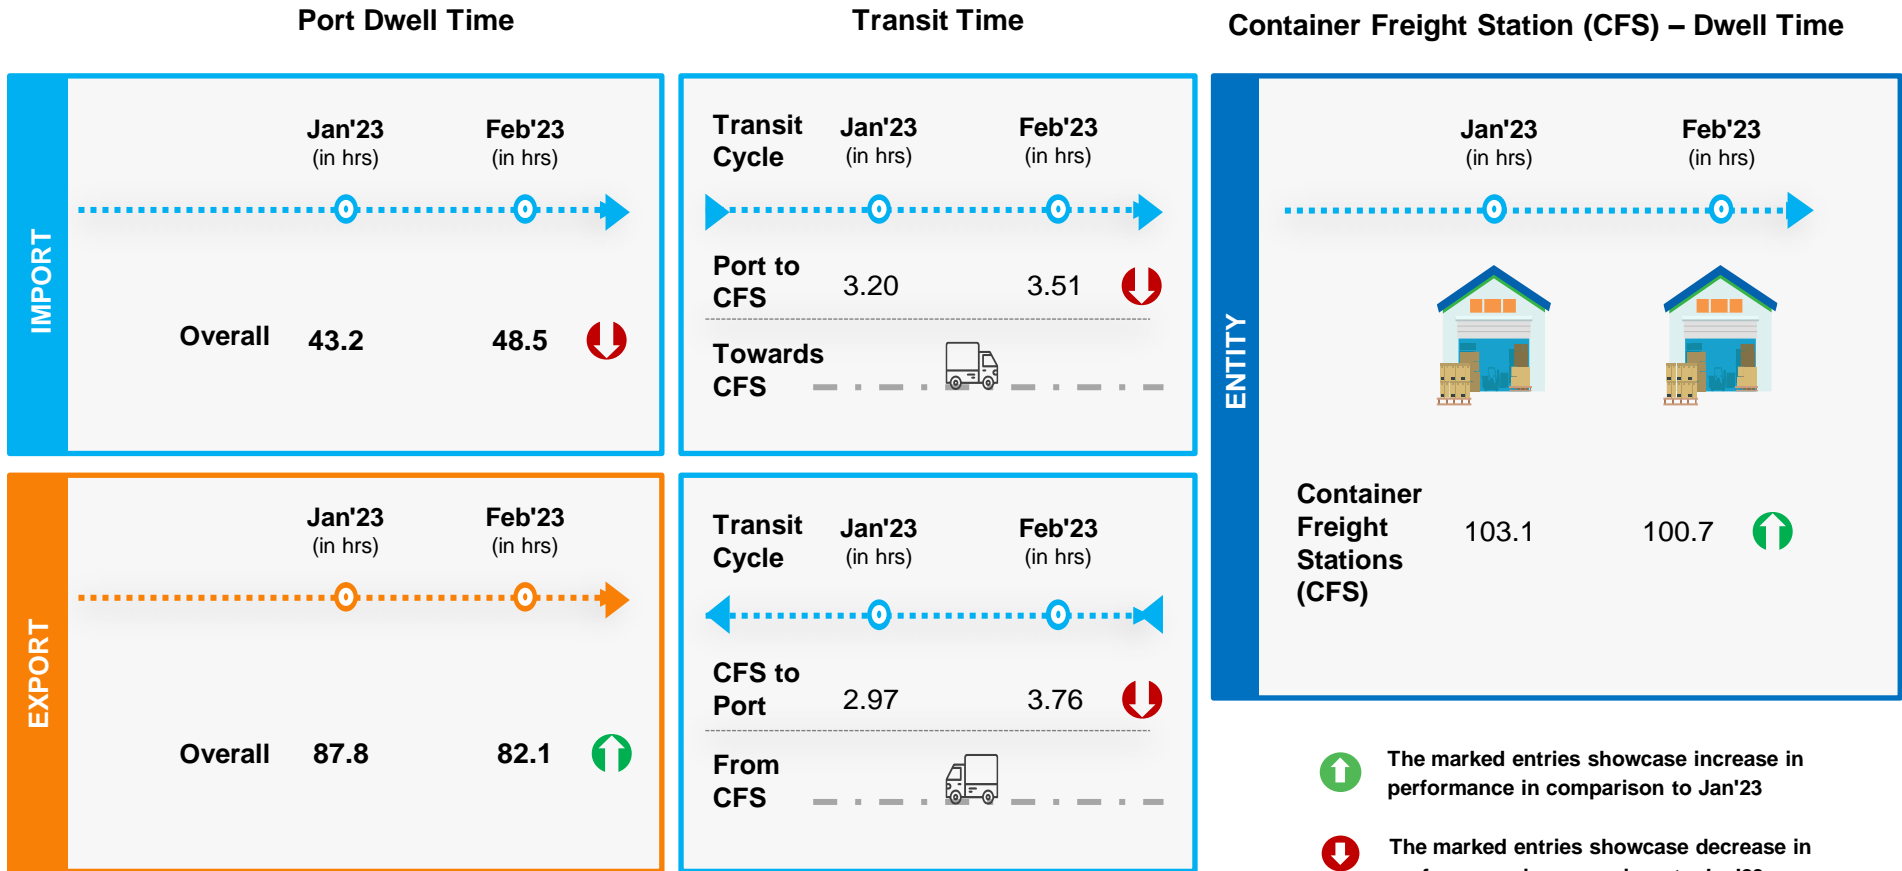 Port Dwell Time
Transit Time
Container Freight Station (CFS) – Dwell Time
IMPORT
Jan'23
(in hrs)
Feb'23
(in hrs)
Overall 43.2 48.5
Transit
Cycle
Jan'23
(in hrs)
Feb'23
(in hrs)
Port to
CFS
3.20 3.51
Towards
CFS
ENTITY
Jan'23
(in hrs)
Feb'23
(in hrs)
Container
Freight
Stations
(CFS)
103.1 100.7
EXPORT
Jan'23
(in hrs)
Feb'23
(in hrs)
Overall 87.8 82.1
Transit
Cycle
Jan'23
(in hrs)
Feb'23
(in hrs)
CFS to
Port
2.97 3.76
From
CFS
The marked entries showcase increase in
performance in comparison to Jan'23
The marked entries showcase decrease in